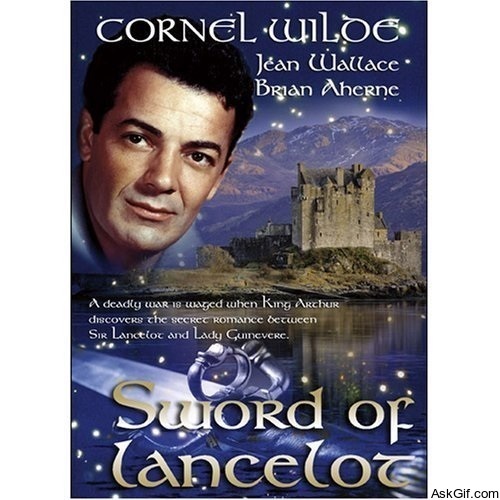 CORNEL WILDE
Jean Wallace
Brian Aherne
A deadly war is waged when King Arthur
discovers the secret romance between
Sir Lancelot and Lady Guinevere.
Sword of
Lancelot
AskGif.com